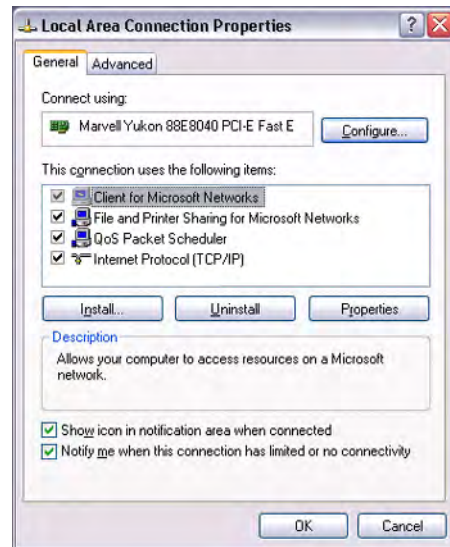 Local Area Connection Properties
General
Advanced
Connect using:
Marvell Yukon 88E8040 PCI-E Fast E
Configure...
This connection uses the following items:
Client for Microsoft Networks
File and Printer Sharing for Microsoft Networks
QoS Packet Scheduler
Internet Protocol (TCP/IP)
Install...
Uninstall
Properties
Description
Allows your computer to access resources on a Microsoft
network.
Show icon in notification area when connected
Notify me when this connection has limited or no connectivity
OK
Cancel